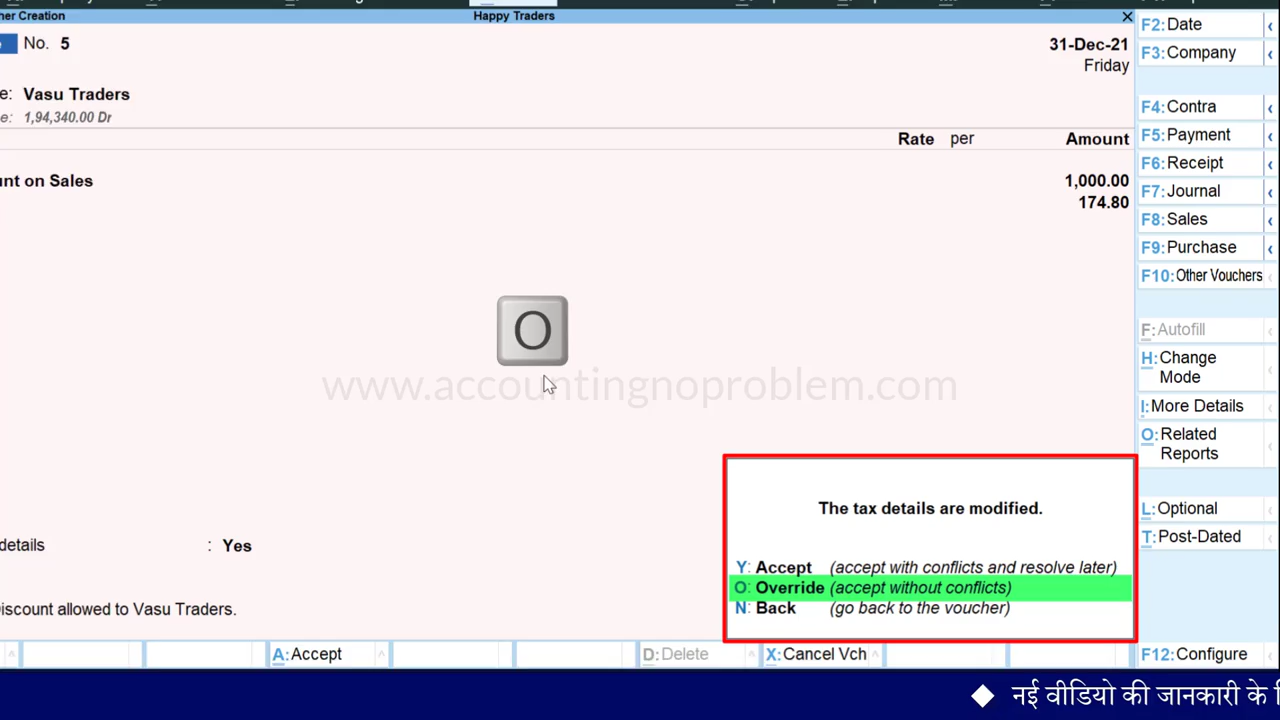 her Creation
Happy Traders
No. 5
31-Dec-21
Friday
e: Vasu Traders
e: 1,94,340.00 Dr
Rate per Amount
unt on Sales 1,000.00
174.80
O
www.accountingnoproblem.com
The tax details are modified.
Y: Accept (accept with conflicts and resolve later)
O: Override (accept without conflicts)
N: Back (go back to the voucher)
details : Yes
Discount allowed to Vasu Traders.
A: Accept
D: Delete
X: Cancel Vch
F2: Date
F3: Company
F4: Contra
F5: Payment
F6: Receipt
F7: Journal
F8: Sales
F9: Purchase
F10: Other Vouchers
F: Autofill
H: Change
Mode
I: More Details
O: Related
Reports
L: Optional
T: Post-Dated
F12: Configure
◆ नई वीडियो की जानकारी के